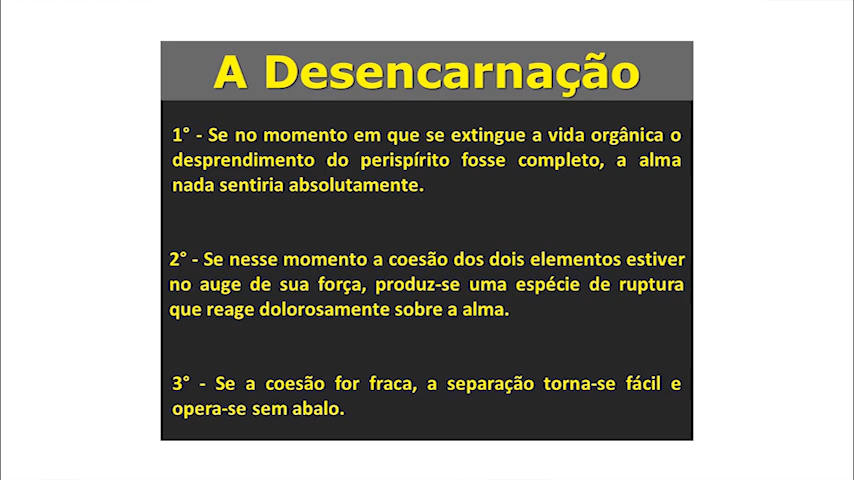 A Desencarnação
1° - Se no momento em que se extingue a vida orgânica o
desprendimento do perispírito fosse completo, a alma
nada sentiria absolutamente.
2° - Se nesse momento a coesão dos dois elementos estiver
no auge de sua força, produz-se uma espécie de ruptura
que reage dolorosamente sobre a alma.
3° - Se a coesão for fraca, a separação torna-se fácil e
opera-se sem abalo.